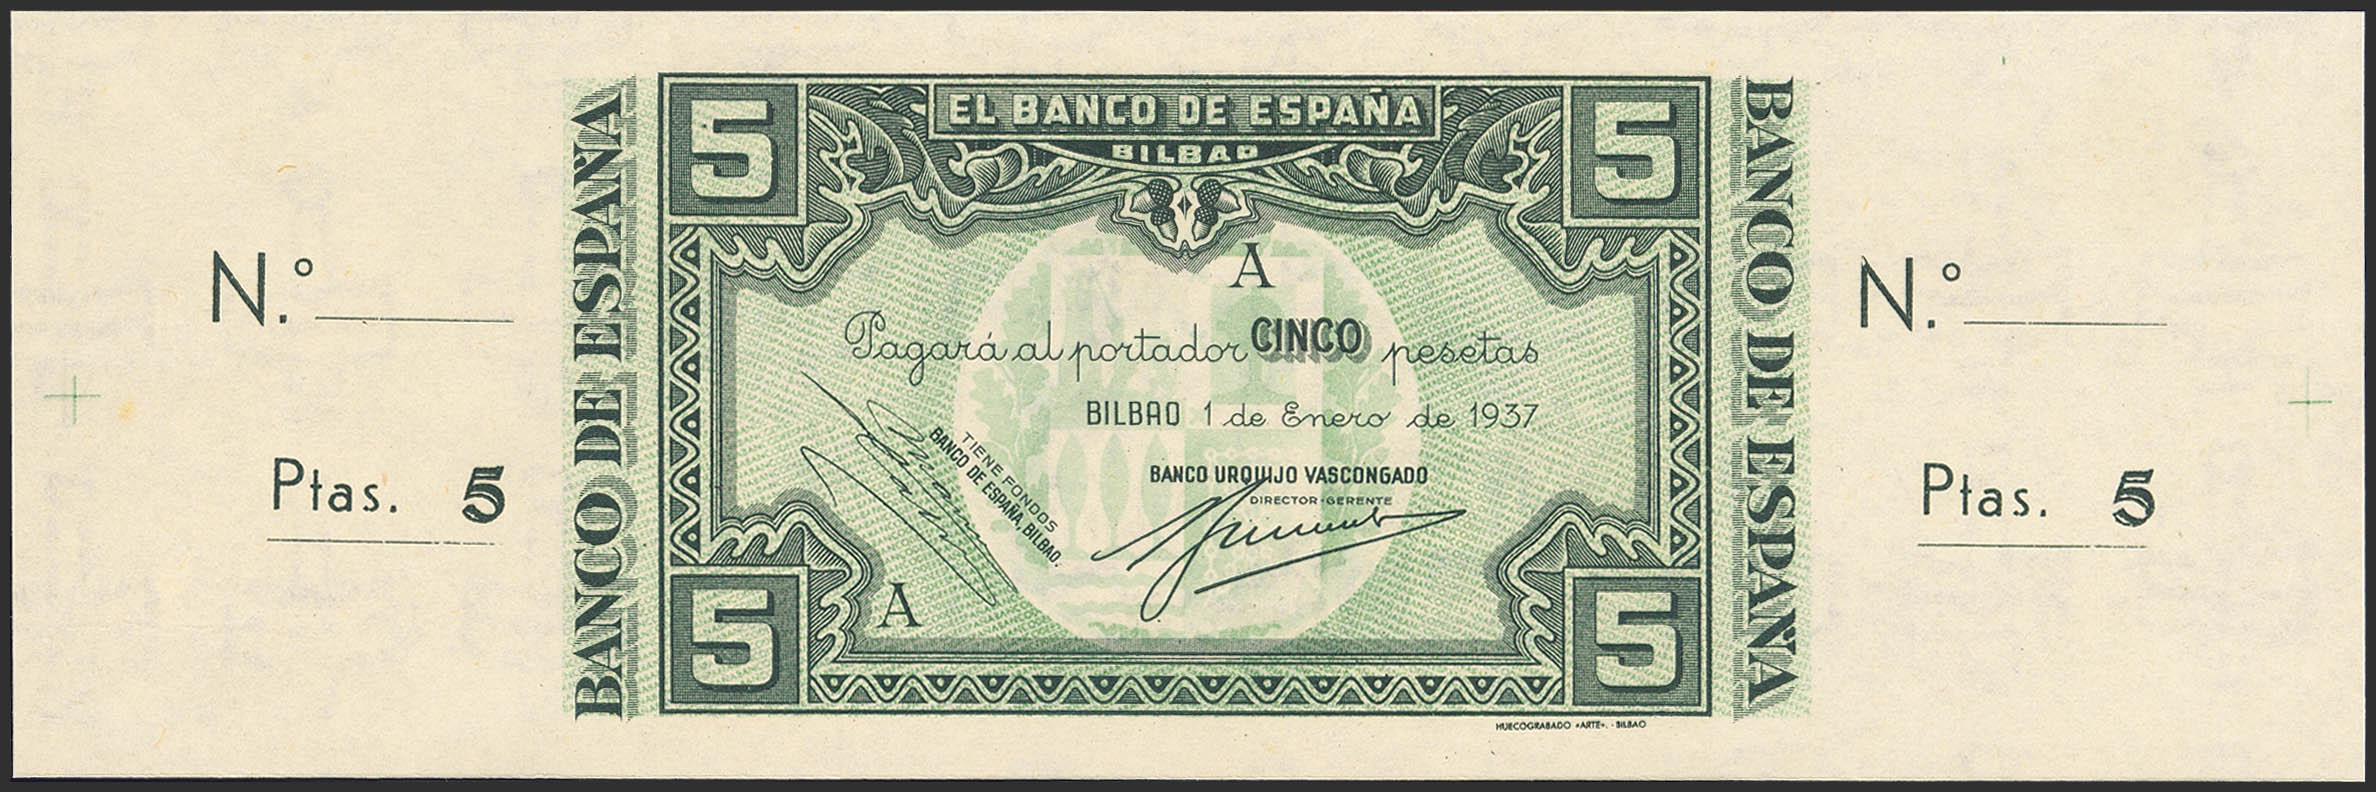 N.º
Ptas. 5
BANCO DE ESPAÑA
5
EL BANCO DE ESPAÑA
5
BILBAO
A
Pagará al portador CINCO pesetas
BILBAO 1 de Enero de 1937
TIENE FONDOS
BANCO DE ESPAÑA, BILBAO.
BANCO URQUIJO VASCONGADO
DIRECTOR-GERENTE
A
5
5
HUECOGRABADO «ARTE». - BILBAO
BANCO DE ESPAÑA
N.º
Ptas. 5